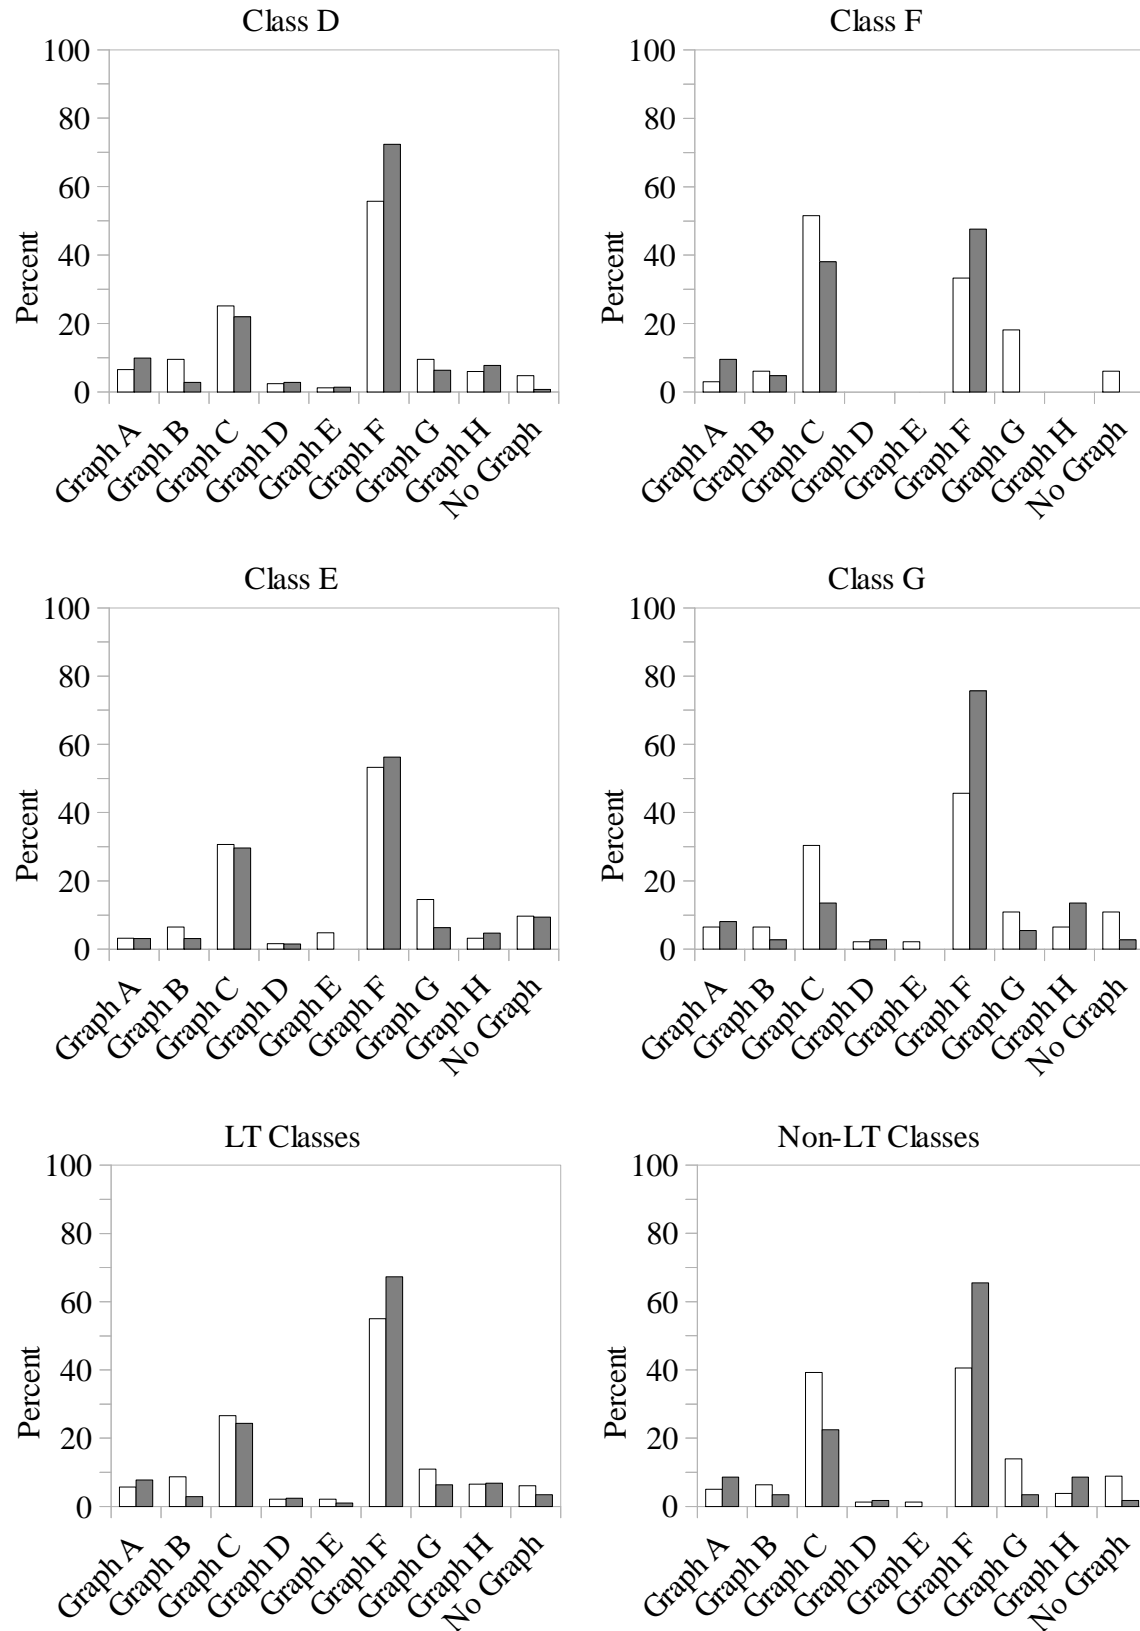 Class D
100
80
60
40
20
0
Percent
Graph A
Graph B
Graph C
Graph D
Graph E
Graph F
Graph G
Graph H
No Graph
Class F
100
80
60
40
20
0
Percent
Graph A
Graph B
Graph C
Graph D
Graph E
Graph F
Graph G
Graph H
No Graph
Class E
100
80
60
40
20
0
Percent
Graph A
Graph B
Graph C
Graph D
Graph E
Graph F
Graph G
Graph H
No Graph
Class G
100
80
60
40
20
0
Percent
Graph A
Graph B
Graph C
Graph D
Graph E
Graph F
Graph G
Graph H
No Graph
LT Classes
100
80
60
40
20
0
Percent
Graph A
Graph B
Graph C
Graph D
Graph E
Graph F
Graph G
Graph H
No Graph
Non-LT Classes
100
80
60
40
20
0
Percent
Graph A
Graph B
Graph C
Graph D
Graph E
Graph F
Graph G
Graph H
No Graph